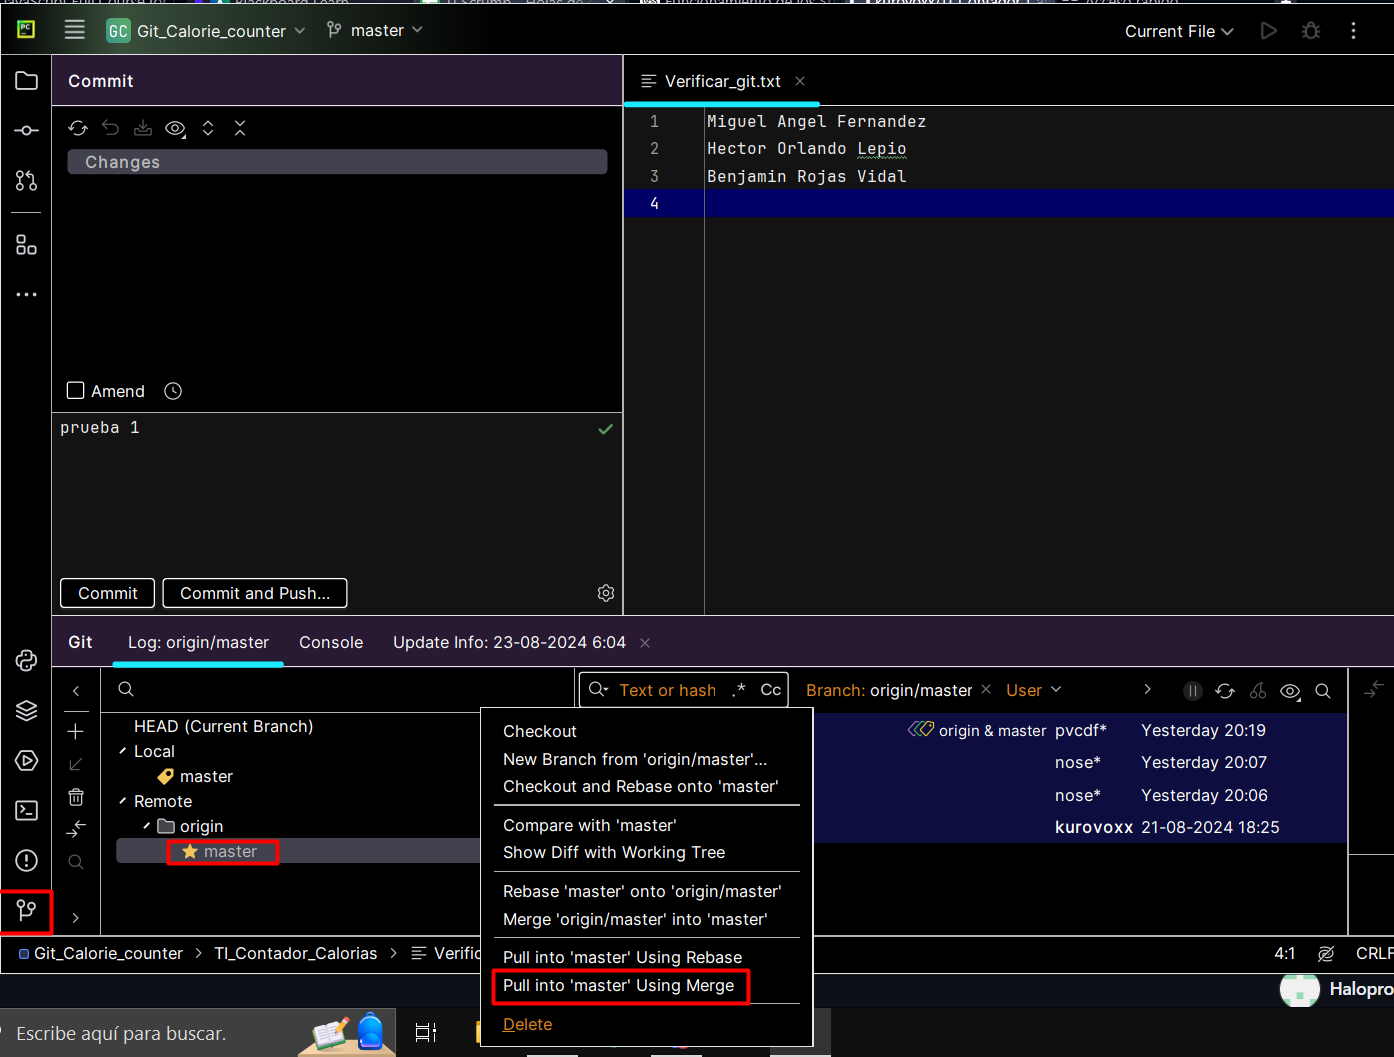 PC
GC Git_Calorie_counter
master
Current File
Commit
Changes
Amend
prueba 1
Commit
Commit and Push...
Verificar_git.txt
1 Miguel Angel Fernandez
2 Hector Orlando Lepio
3 Benjamin Rojas Vidal
4
Git
Log: origin/master
Console
Update Info: 23-08-2024 6:04
HEAD (Current Branch)
Local
master
Remote
origin
master
Text or hash
.*
Cc
Branch: origin/master
User
origin & master pvcdf* Yesterday 20:19
nose* Yesterday 20:07
nose* Yesterday 20:06
kurovoxx 21-08-2024 18:25
Checkout
New Branch from 'origin/master'...
Checkout and Rebase onto 'master'
Compare with 'master'
Show Diff with Working Tree
Rebase 'master' onto 'origin/master'
Merge 'origin/master' into 'master'
Pull into 'master' Using Rebase
Pull into 'master' Using Merge
Delete
Git_Calorie_counter > TI_Contador_Calorias > Verific
4:1
CRLF
Halopro
Escribe aquí para buscar.